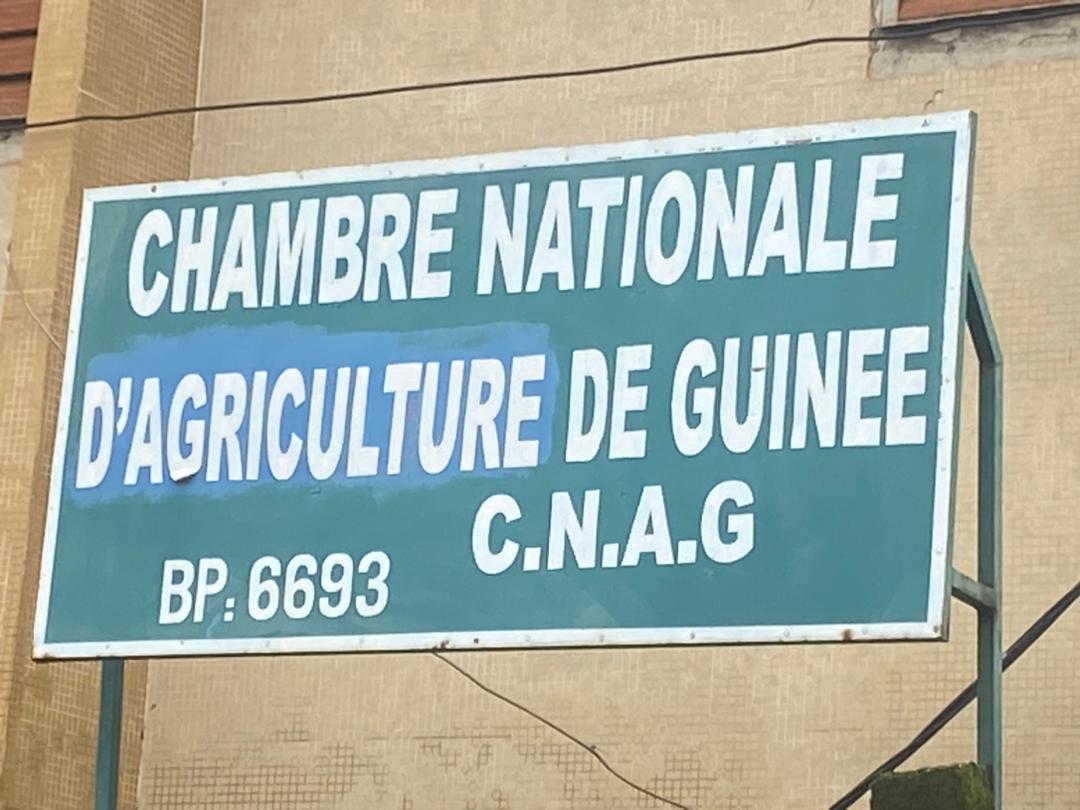 CHAMBRE NATIONALE
D'AGRICULTURE DE GUINEE
C.N.A.G
BP: 6693